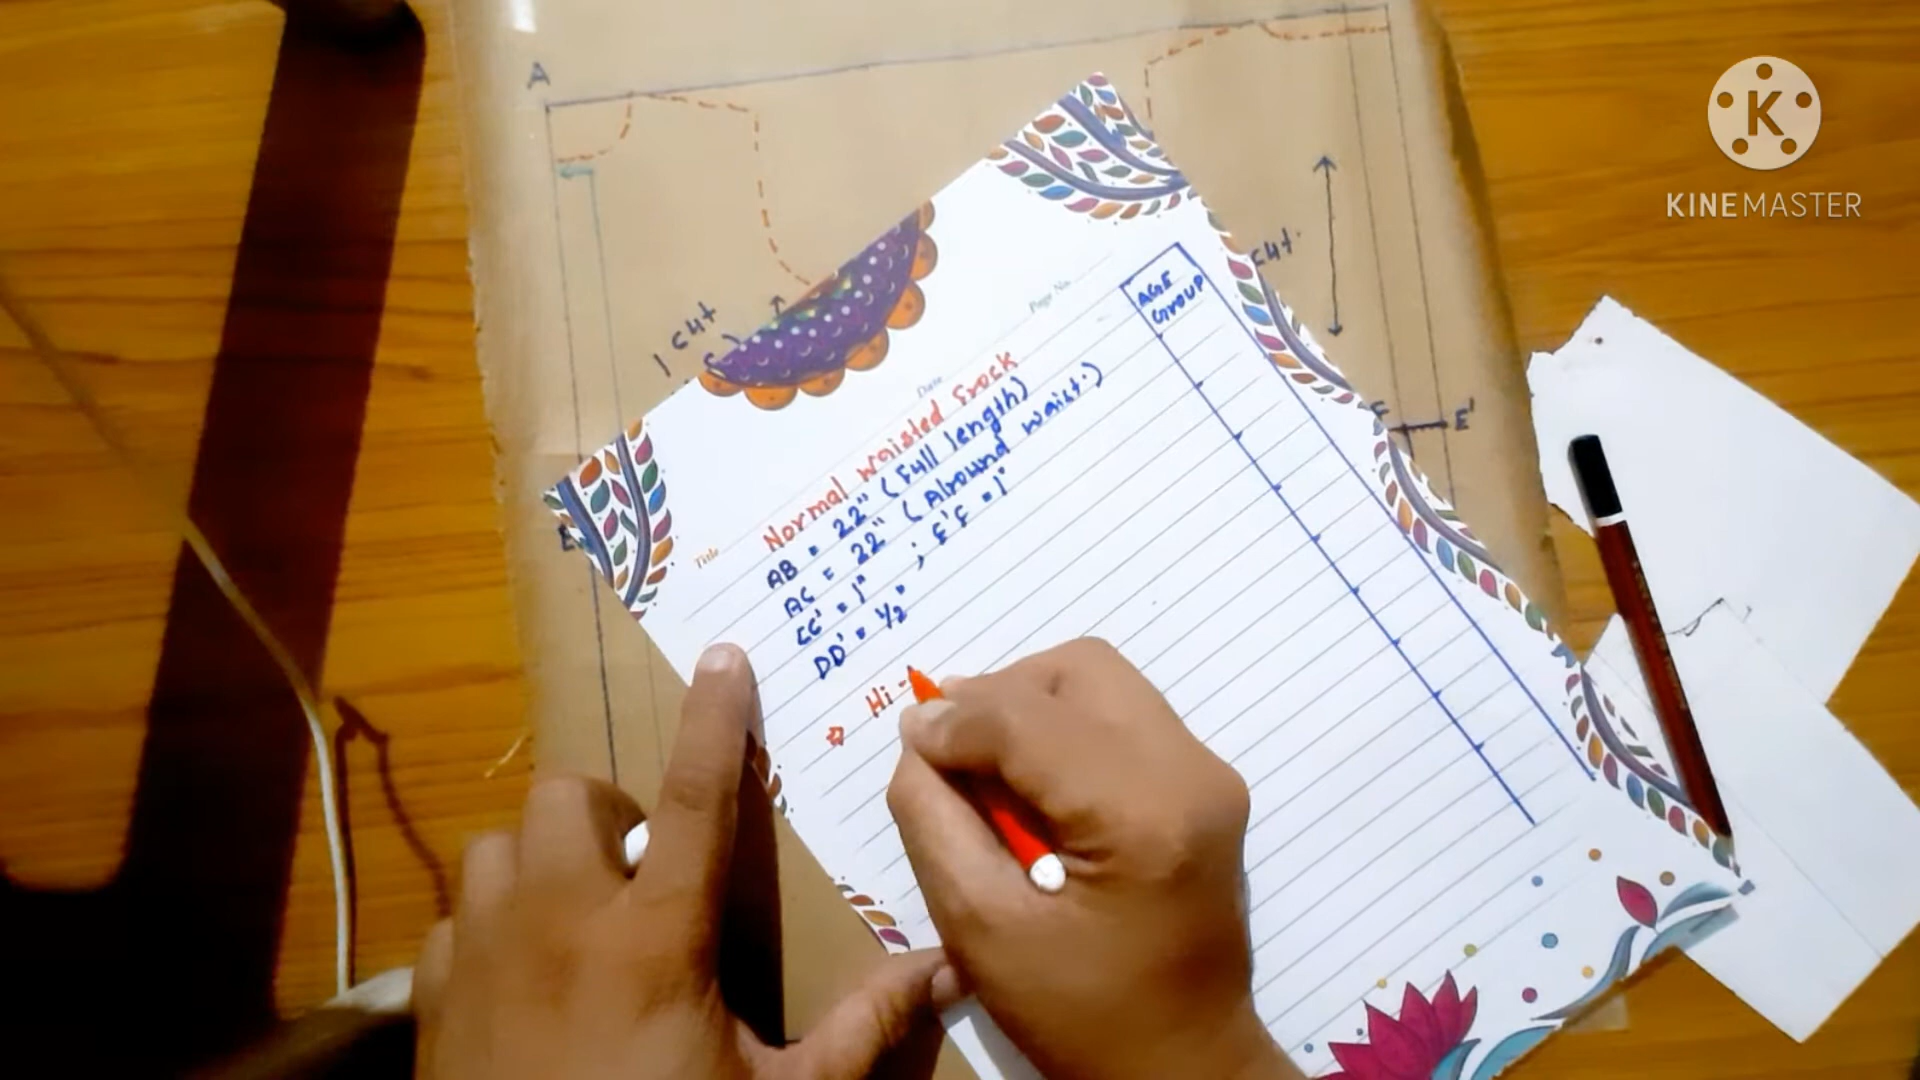 A
KINEMASTER
K
1 cut
cut.
E
E'
Title
Date
Page No.
AGE
GROUP
Normal waisted Frock
AB = 22" (Full length)
AC = 22" (Alround waist.)
CC' = 1" ; E'E = 1"
DD' = 1/2"
Hi -